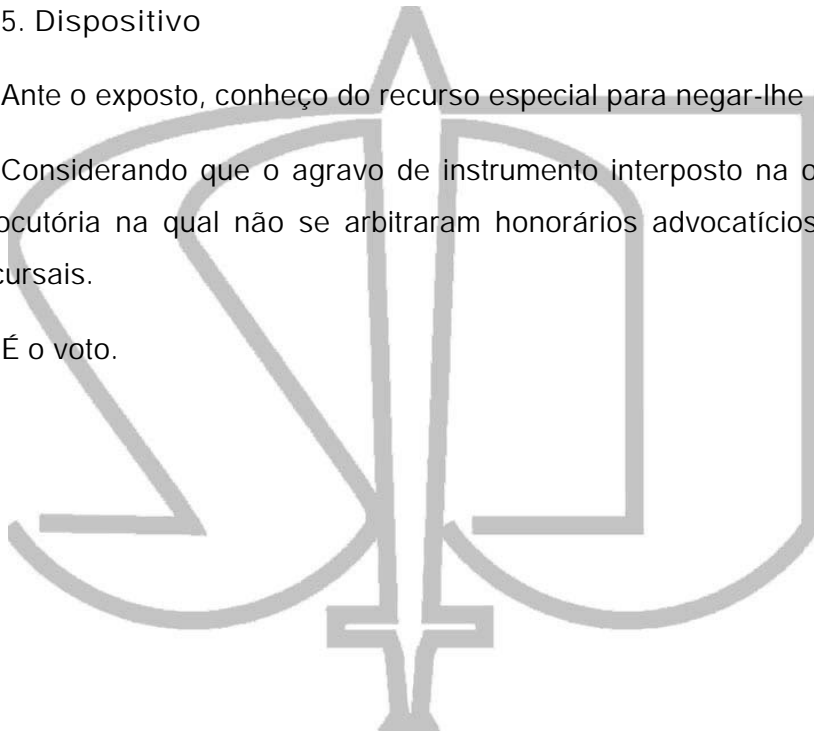 5. Dispositivo
Ante o exposto, conheço do recurso especial para negar-lhe
Considerando que o agravo de instrumento interposto na o
ocutória na qual não se arbitraram honorários advocatícios
cursais.
É o voto.